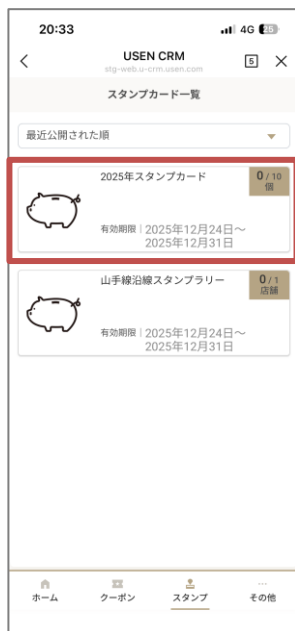 20:33
4G 25
USEN CRM
stg-web.u-crm.usen.com
5
スタンプカード一覧
最近公開された順
2025年スタンプカード
0 / 10
個
有効期限 | 2025年12月24日～
2025年12月31日
山手線沿線スタンプラリー
0 / 1
店舗
有効期限 | 2025年12月24日～
2025年12月31日
ホーム クーポン スタンプ その他